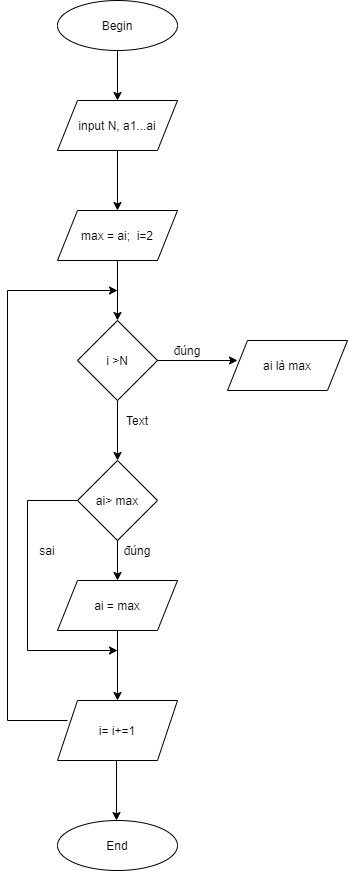 Begin
input N, a1...ai
max = ai;  i=2
i >N
đúng
ai là max
Text
ai> max
sai
đúng
ai = max
i= i+=1
End